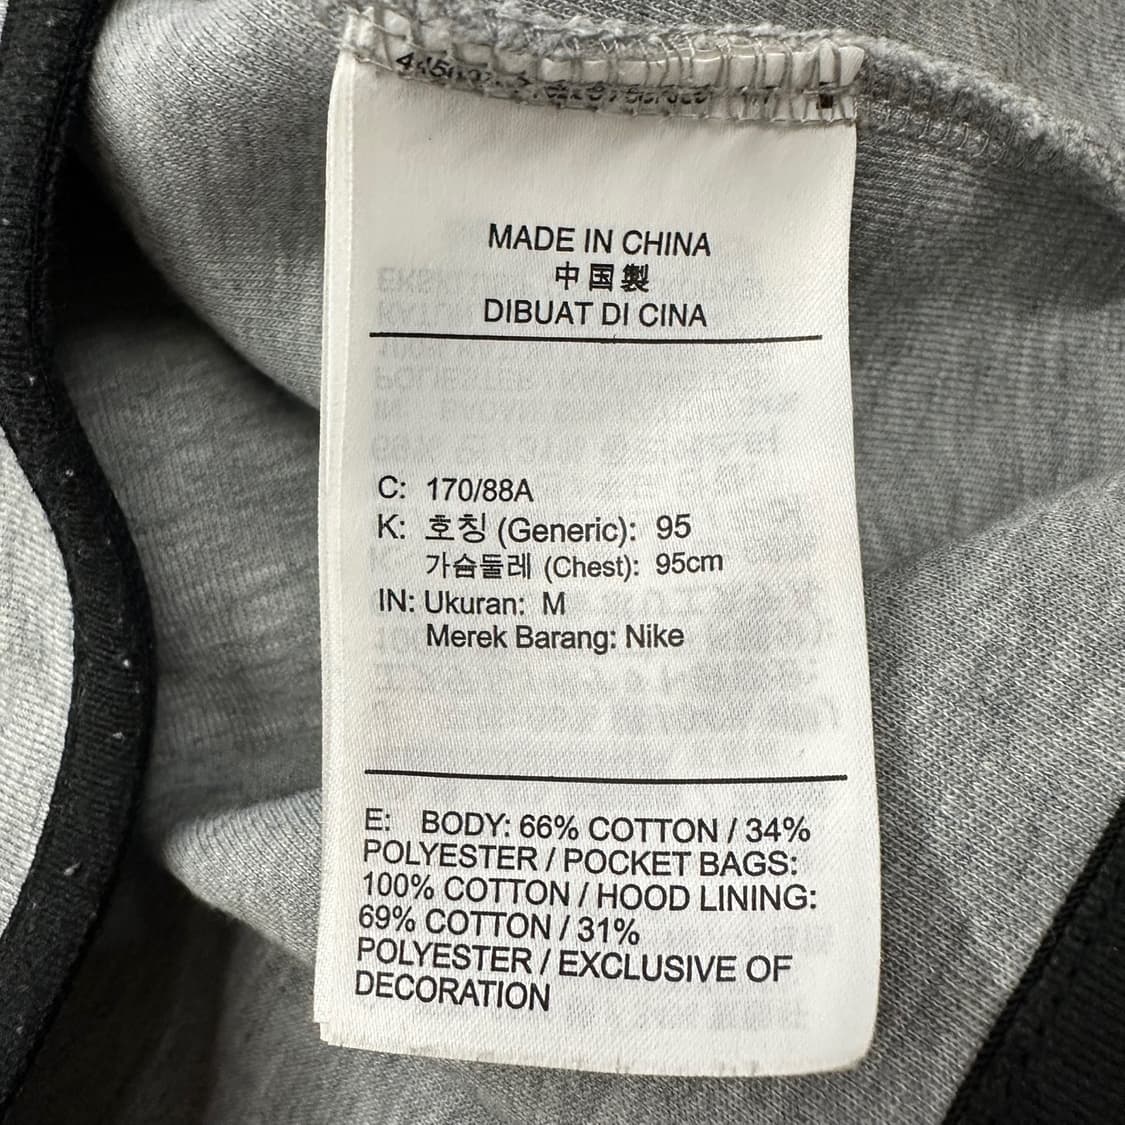 MADE IN CHINA
中国製
DIBUAT DI CINA
C: 170/88A
K: 호칭 (Generic): 95
가슴둘레 (Chest): 95cm
IN: Ukuran: M
Merek Barang: Nike
E: BODY: 66% COTTON / 34%
POLYESTER / POCKET BAGS:
100% COTTON / HOOD LINING:
69% COTTON / 31%
POLYESTER / EXCLUSIVE OF
DECORATION